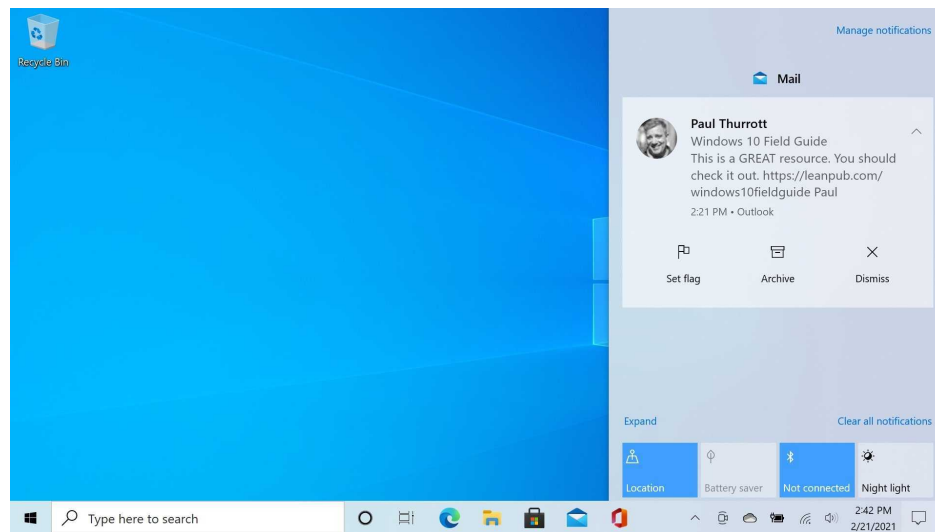 Recycle Bin
Manage notifications
Mail
Paul Thurrott
Windows 10 Field Guide
This is a GREAT resource. You should
check it out. https://leanpub.com/
windows10fieldguide Paul
2:21 PM • Outlook
Set flag
Archive
Dismiss
Expand
Clear all notifications
Location
Battery saver
Not connected
Night light
Type here to search
2:42 PM
2/21/2021